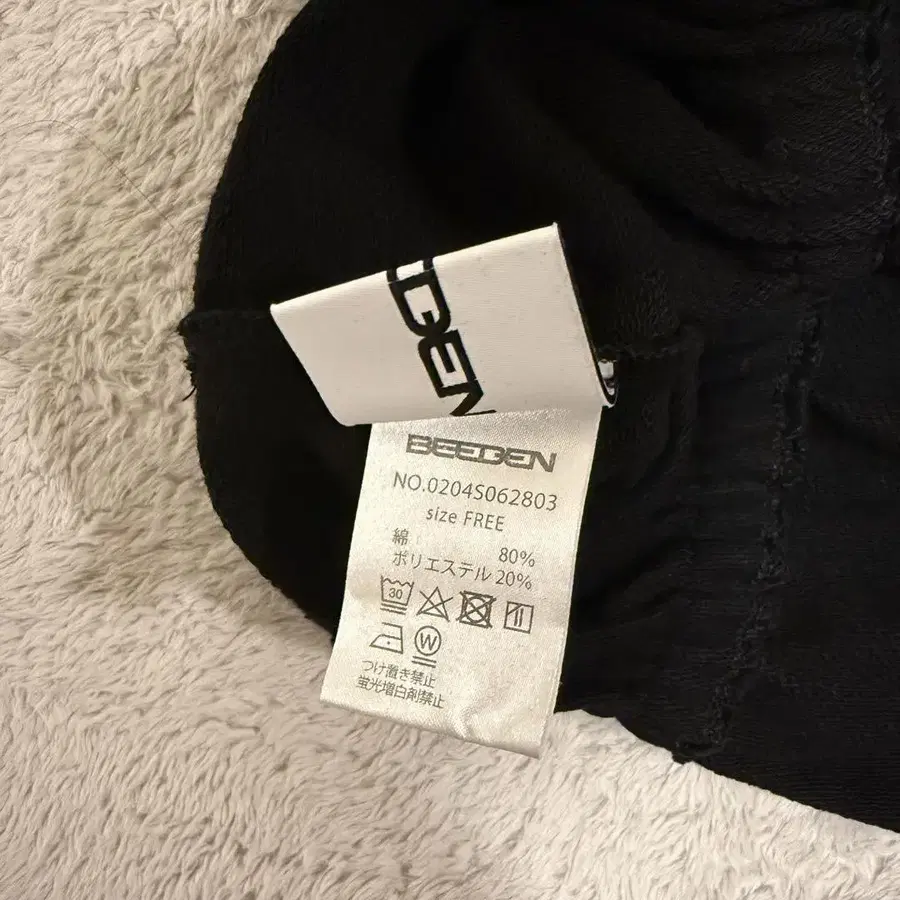 DEN
BEEDEN
NO.0204S062803
size FREE
綿 80%
ポリエステル 20%
30
W
つけ置き禁止
蛍光増白剤禁止